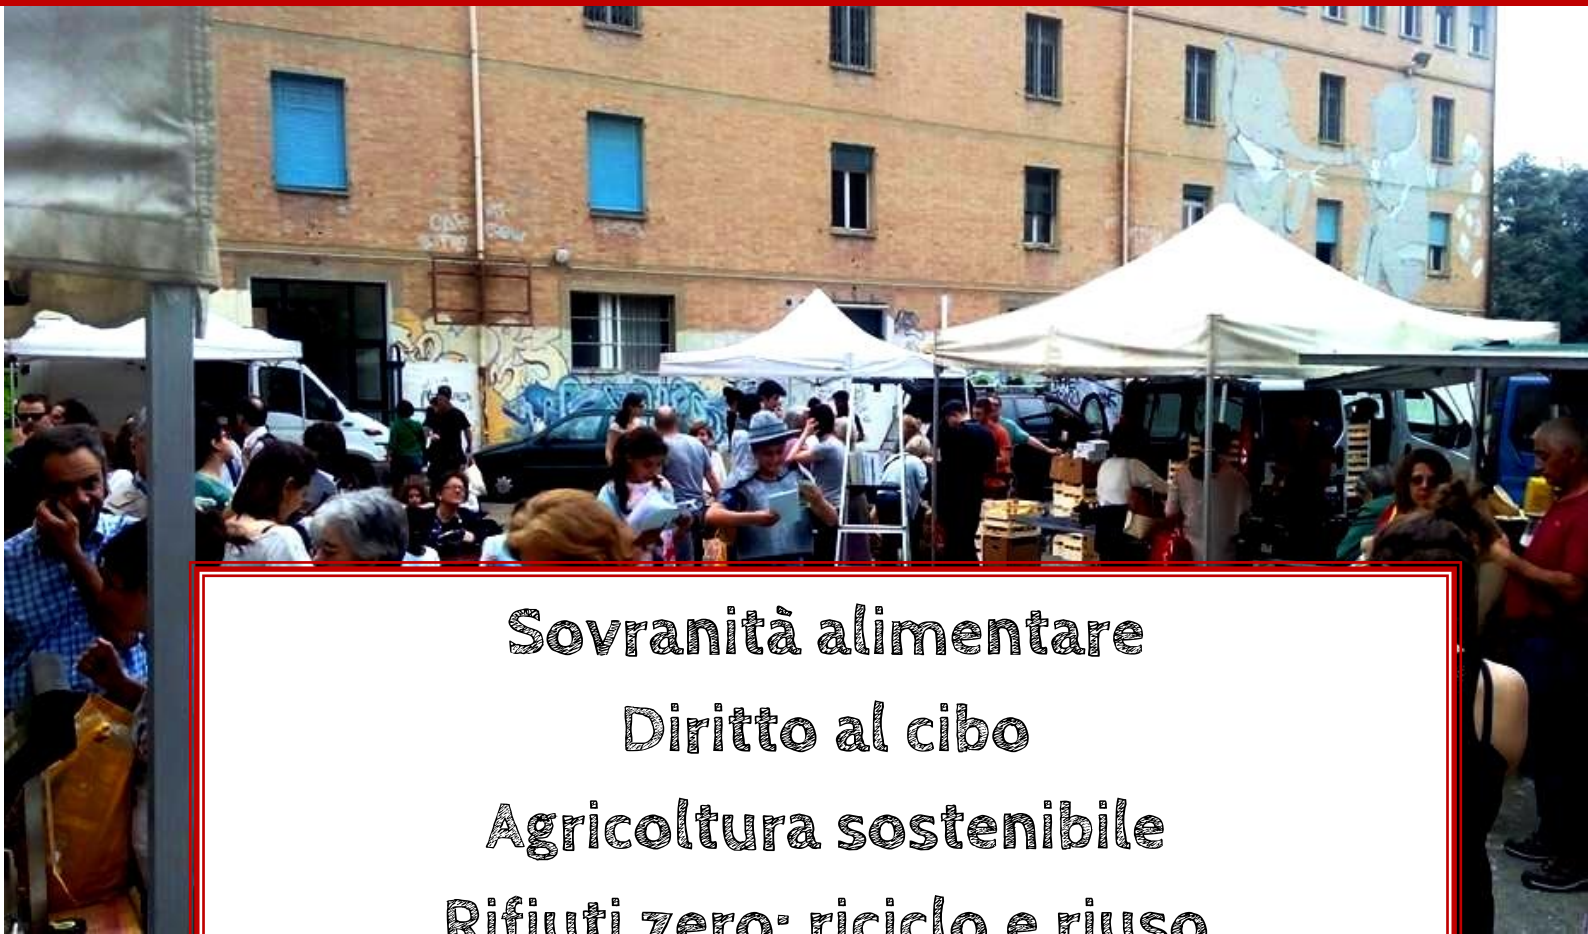 Sovranità alimentare
Diritto al cibo
Agricoltura sostenibile
Rifiuti zero: riciclo e riuso